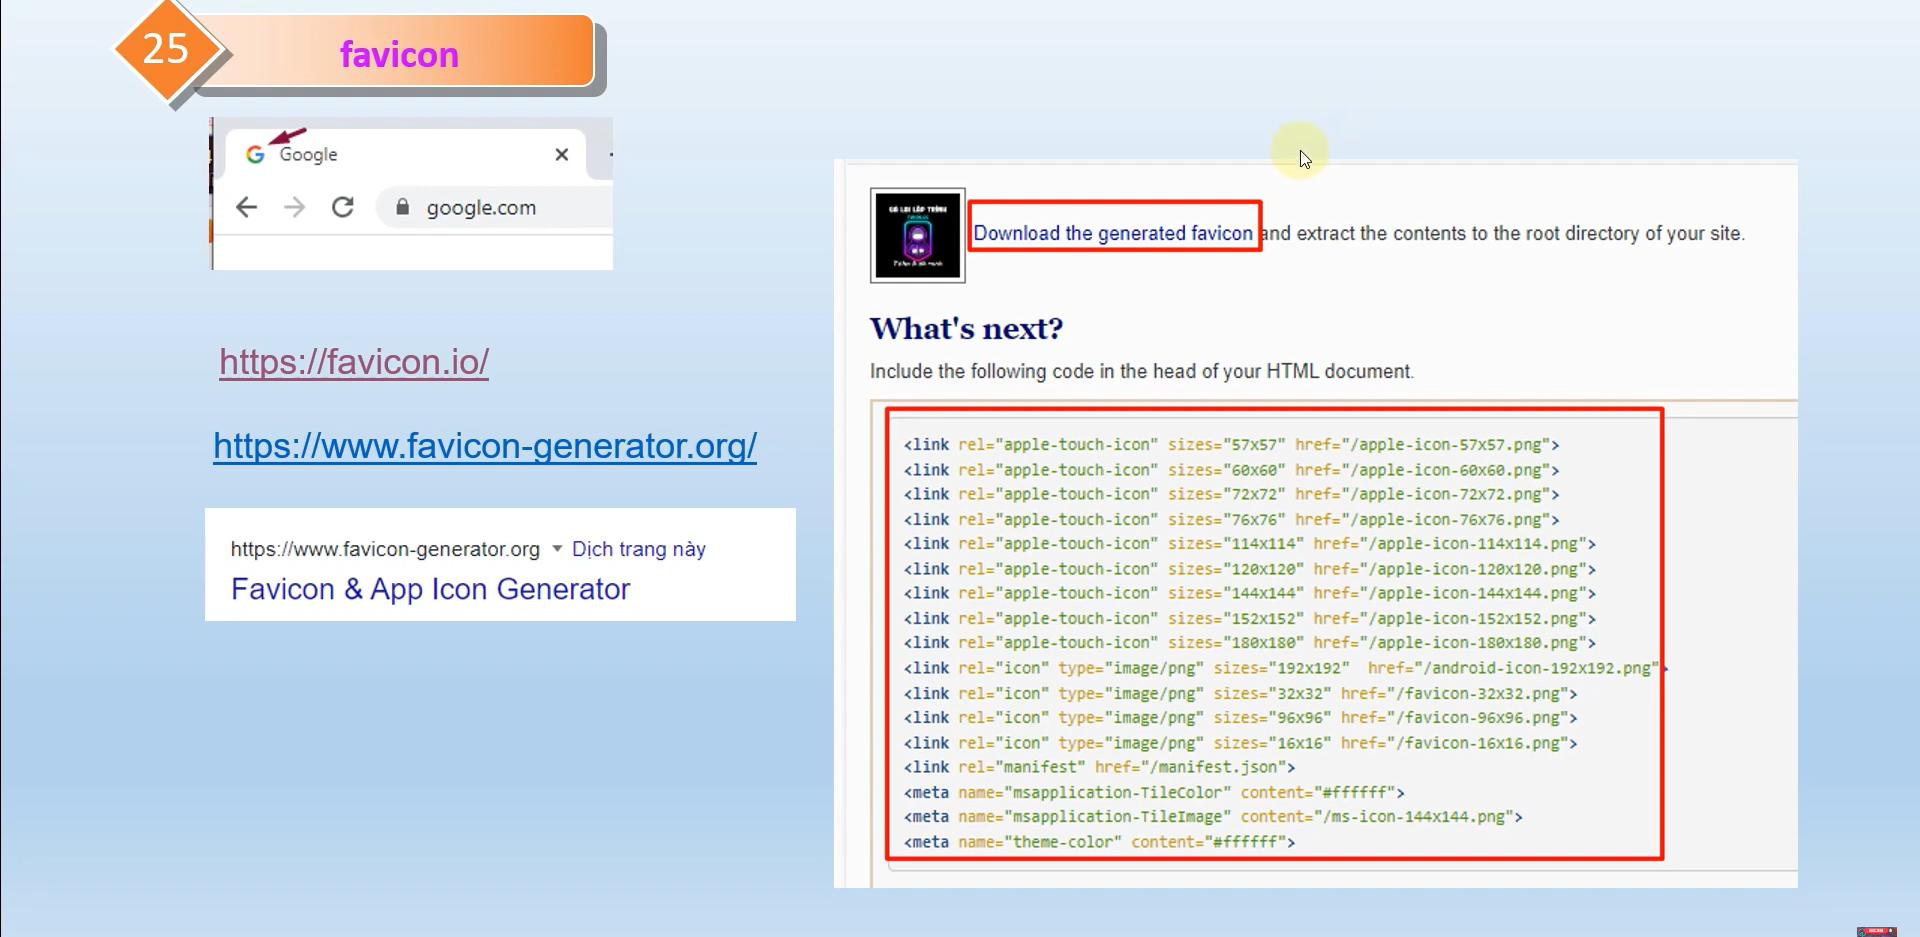 25
favicon
Google
google.com
https://favicon.io/
https://www.favicon-generator.org/
https://www.favicon-generator.org Dịch trang này
Favicon & App Icon Generator
Download the generated favicon and extract the contents to the root directory of your site.
What's next?
Include the following code in the head of your HTML document.
<link rel="apple-touch-icon" sizes="57x57" href="/apple-icon-57x57.png">
<link rel="apple-touch-icon" sizes="60x60" href="/apple-icon-60x60.png">
<link rel="apple-touch-icon" sizes="72x72" href="/apple-icon-72x72.png">
<link rel="apple-touch-icon" sizes="76x76" href="/apple-icon-76x76.png">
<link rel="apple-touch-icon" sizes="114x114" href="/apple-icon-114x114.png">
<link rel="apple-touch-icon" sizes="120x120" href="/apple-icon-120x120.png">
<link rel="apple-touch-icon" sizes="144x144" href="/apple-icon-144x144.png">
<link rel="apple-touch-icon" sizes="152x152" href="/apple-icon-152x152.png">
<link rel="apple-touch-icon" sizes="180x180" href="/apple-icon-180x180.png">
<link rel="icon" type="image/png" sizes="192x192"  href="/android-icon-192x192.png">
<link rel="icon" type="image/png" sizes="32x32" href="/favicon-32x32.png">
<link rel="icon" type="image/png" sizes="96x96" href="/favicon-96x96.png">
<link rel="icon" type="image/png" sizes="16x16" href="/favicon-16x16.png">
<link rel="manifest" href="/manifest.json">
<meta name="msapplication-TileColor" content="#ffffff">
<meta name="msapplication-TileImage" content="/ms-icon-144x144.png">
<meta name="theme-color" content="#ffffff">